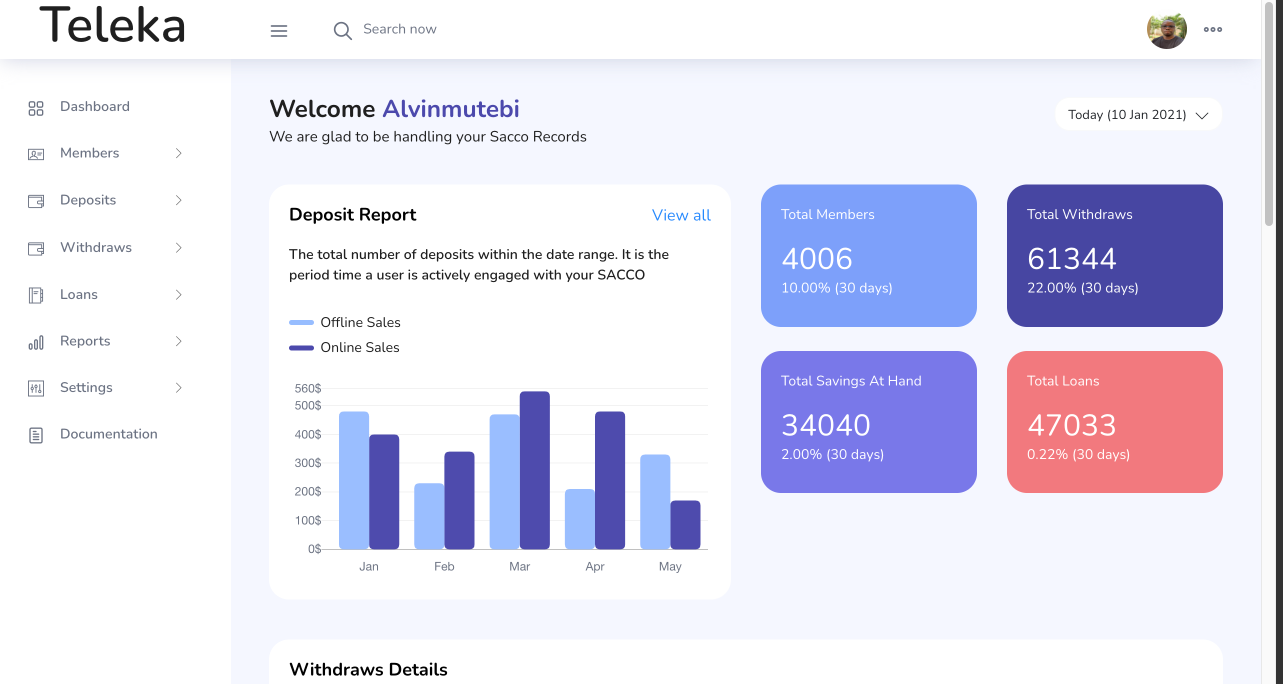 Teleka
Search now
Dashboard
Members
Deposits
Withdraws
Loans
Reports
Settings
Documentation
Welcome Alvinmutebi
We are glad to be handling your Sacco Records
Today (10 Jan 2021)
Deposit Report
View all
The total number of deposits within the date range. It is the
period time a user is actively engaged with your SACCO
Offline Sales
Online Sales
560$
500$
400$
300$
200$
100$
0$
Jan Feb Mar Apr May
Total Members
4006
10.00% (30 days)
Total Withdraws
61344
22.00% (30 days)
Total Savings At Hand
34040
2.00% (30 days)
Total Loans
47033
0.22% (30 days)
Withdraws Details